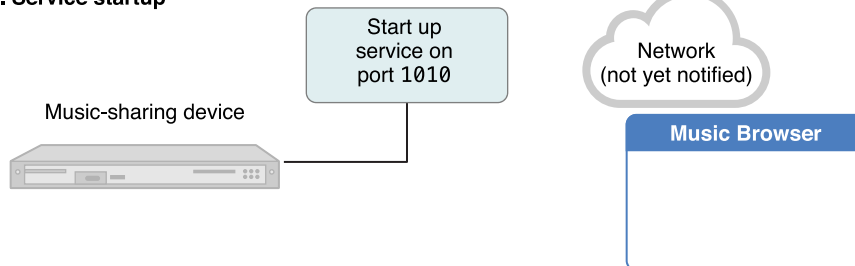 . Service startup
Start up
service on
port 1010
Network
(not yet notified)
Music-sharing device
Music Browser